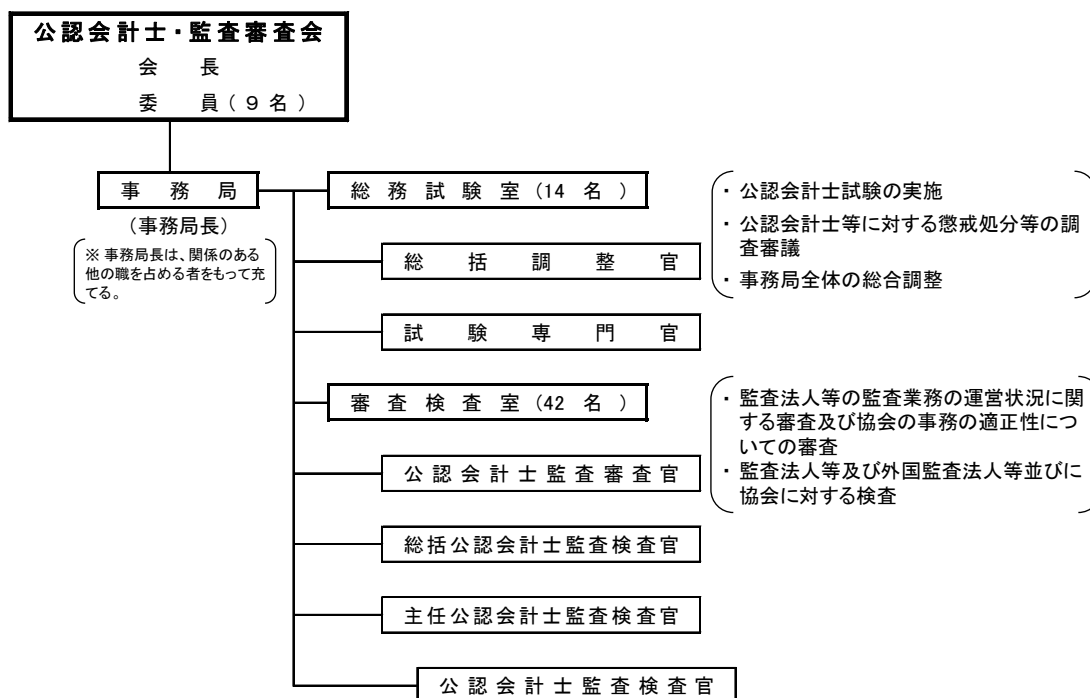 公認会計士・監査審査会
会長
委員(9名)
事務局
(事務局長)
※ 事務局長は、関係のある
他の職を占める者をもって充
てる。
総務試験室(14名)
・ 公認会計士試験の実施
・ 公認会計士等に対する懲戒処分等の調
査審議
・ 事務局全体の総合調整
総括調整官
試験専門官
審査検査室(42名)
・ 監査法人等の監査業務の運営状況に関
する審査及び協会の事務の適正性につ
いての審査
・ 監査法人等及び外国監査法人等並びに
協会に対する検査
公認会計士監査審査官
総括公認会計士監査検査官
主任公認会計士監査検査官
公認会計士監査検査官